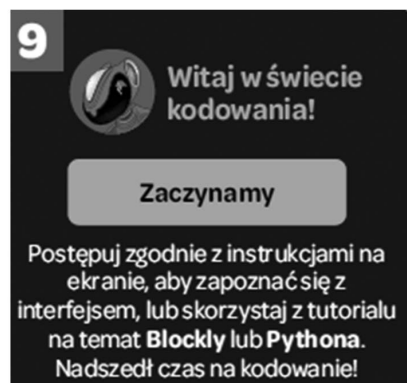 9
Witaj w świecie
kodowania!
Zaczynamy
Postępuj zgodnie z instrukcjami na
ekranie, aby zapoznać się z
interfejsem, lub skorzystaj z tutorialu
na temat Blockly lub Pythona.
Nadszedł czas na kodowanie!